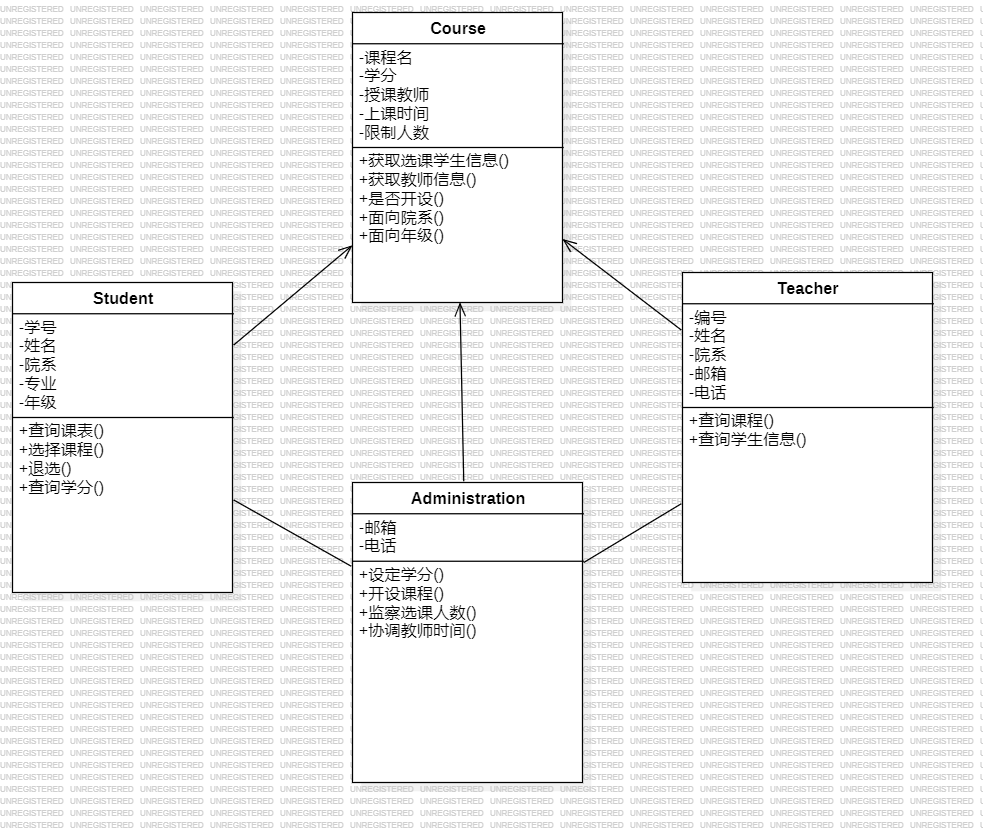 Course
-课程名
-学分
-授课教师
-上课时间
-限制人数
+获取选课学生信息()
+获取教师信息()
+是否开设()
+面向院系()
+面向年级()
Student
-学号
-姓名
-院系
-专业
-年级
+查询课表()
+选择课程()
+退选()
+查询学分()
Teacher
-编号
-姓名
-院系
-邮箱
-电话
+查询课程()
+查询学生信息()
Administration
-邮箱
-电话
+设定学分()
+开设课程()
+监察选课人数()
+协调教师时间()
UNREGISTERED